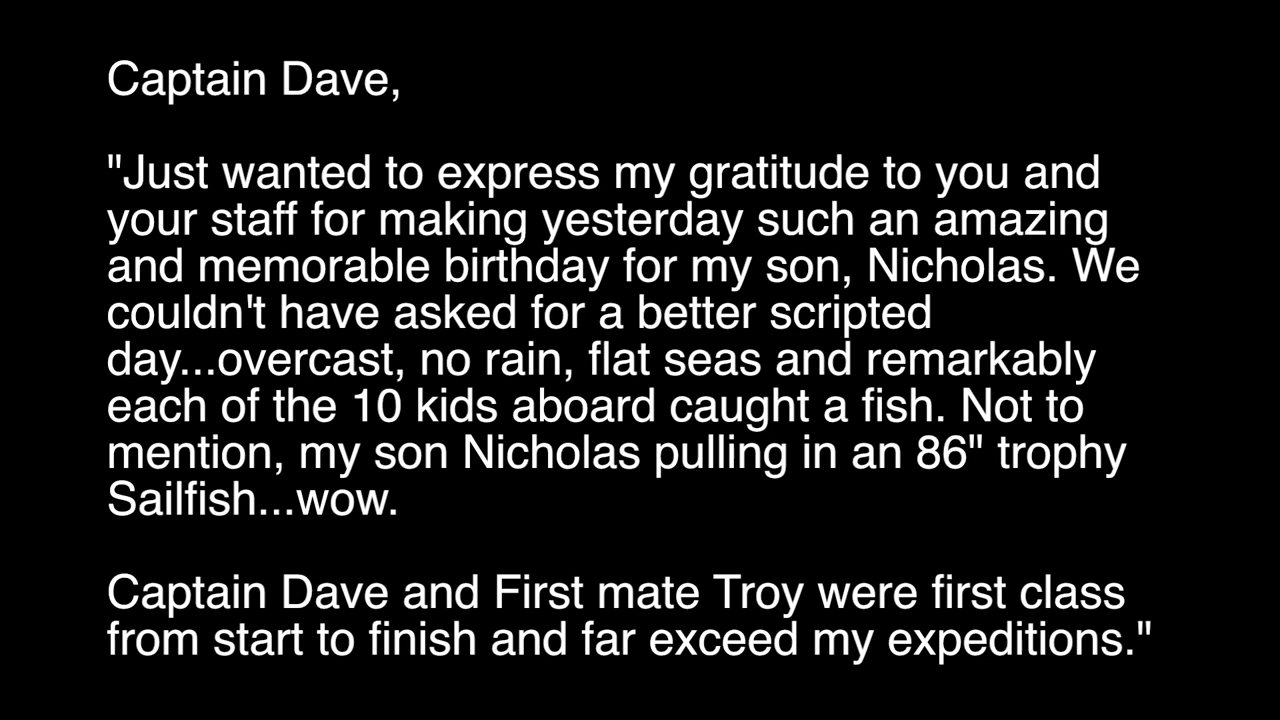 Captain Dave,
"Just wanted to express my gratitude to you and
your staff for making yesterday such an amazing
and memorable birthday for my son, Nicholas. We
couldn't have asked for a better scripted
day...overcast, no rain, flat seas and remarkably
each of the 10 kids aboard caught a fish. Not to
mention, my son Nicholas pulling in an 86" trophy
Sailfish...wow.
Captain Dave and First mate Troy were first class
from start to finish and far exceed my expeditions."